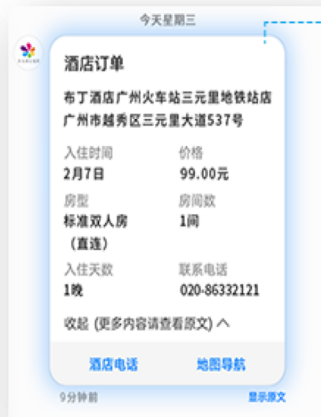 今天星期三
酒店订单
布丁酒店广州火车站三元里地铁站店
广州市越秀区三元里大道537号
入住时间 价格
2月7日 99.00元
房型 房间数
标准双人房 1间
（直连）
入住天数 联系电话
1晚 020-86332121
收起 (更多内容请查看原文) ヘ
酒店电话 地图导航
9分钟前 显示原文